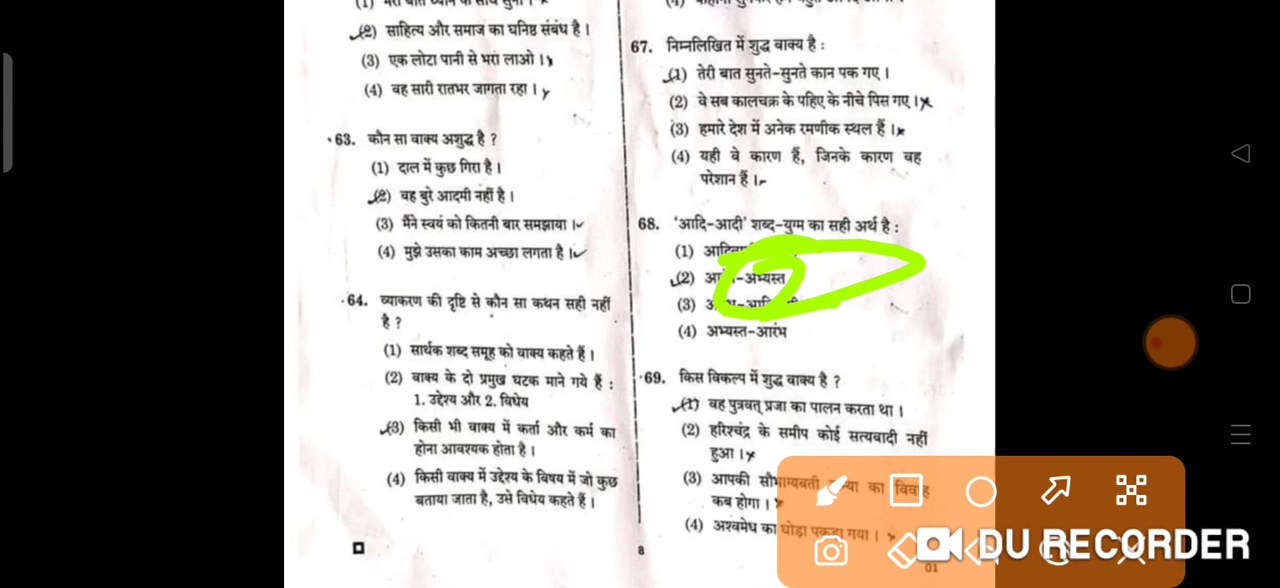 (1) मेरी बात ध्यान से साथ सुनो।
(2) साहित्य और समाज का घनिष्ठ संबंध है।
(3) एक लोटा पानी से भरा लाओ।
(4) वह सारी रातभर जागता रहा।
63. कौन सा वाक्य अशुद्ध है ?
(1) दाल में कुछ गिरा है।
(2) वह बुरे आदमी नहीं है।
(3) मैंने स्वयं को कितनी बार समझाया।
(4) मुझे उसका काम अच्छा लगता है।
64. व्याकरण की दृष्टि से कौन सा कथन सही नहीं
है ?
(1) सार्थक शब्द समूह को वाक्य कहते हैं।
(2) वाक्य के दो प्रमुख घटक माने गये हैं :
1. उद्देश्य और 2. विधेय
(3) किसी भी वाक्य में कर्ता और कर्म का
होना आवश्यक होता है।
(4) किसी वाक्य में उद्देश्य के विषय में जो कुछ
बताया जाता है, उसे विधेय कहते हैं।
67. निम्नलिखित में शुद्ध वाक्य है :
(1) तेरी बात सुनते-सुनते कान पक गए।
(2) वे सब कालचक्र के पहिए के नीचे पिस गए।
(3) हमारे देश में अनेक रमणीक स्थल हैं।
(4) यही वे कारण हैं, जिनके कारण वह
परेशान हैं।
68. 'आदि-आदी' शब्द-युग्म का सही अर्थ है :
(1)
(2) -अभ्यस्त
(3)
(4) अभ्यस्त-आरंभ
69. किस विकल्प में शुद्ध वाक्य है ?
(1) वह पुत्रवत् प्रजा का पालन करता था।
(2) हरिश्चंद्र के समीप कोई सत्यवादी नहीं
हुआ।
(3) आपकी सौभाग्यवती का विवाह
कब होगा।
(4) अश्वमेध का घोड़ा पकड़ा गया।
8
01
DU RECORDER